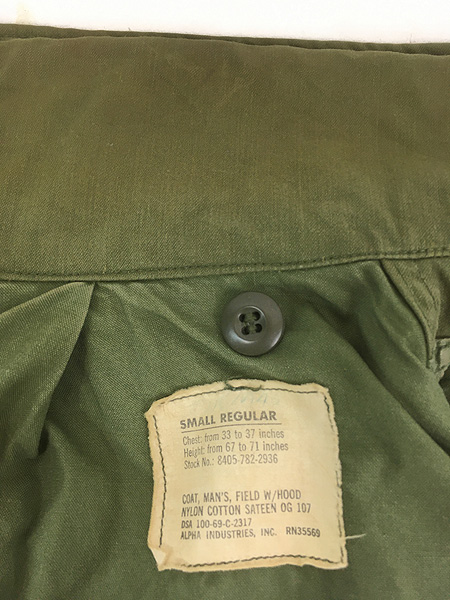 SMALL REGULAR
Chest: from 33 to 37 inches
Height: from 67 to 71 inches
Stock No.: 8405-782-2936
COAT, MAN'S, FIELD W/HOOD
NYLON COTTON SATEEN OG 107
DSA 100-69-C-2317
ALPHA INDUSTRIES, INC. RN35569